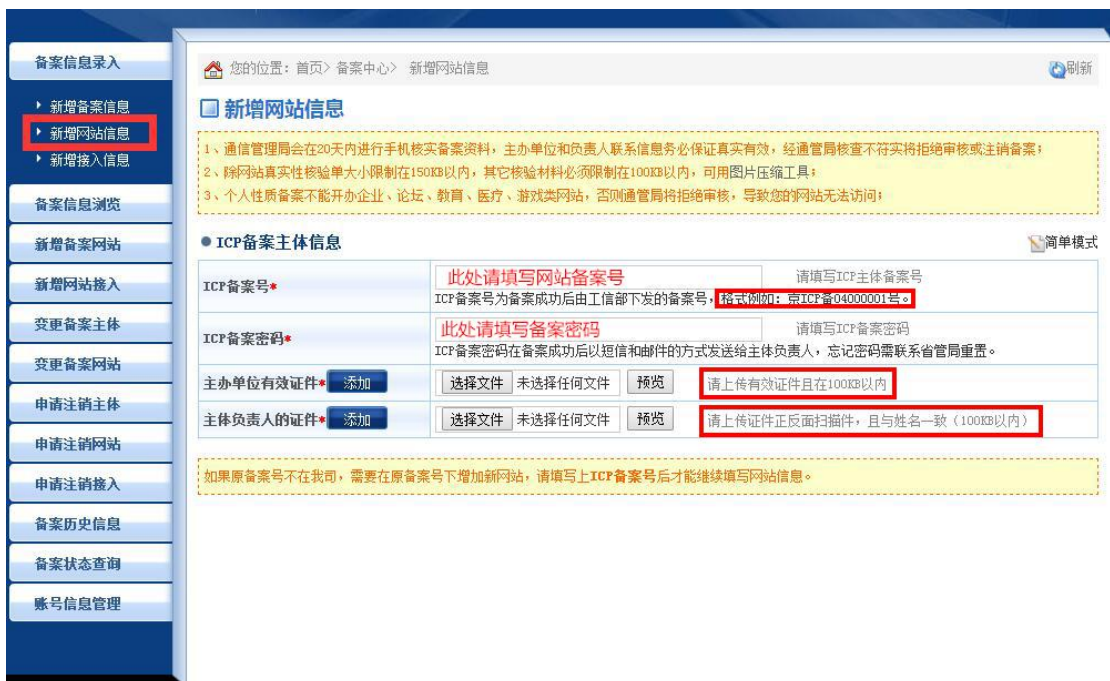 备案信息录入
新增备案信息
新增网站信息
新增接入信息
备案信息浏览
新增备案网站
新增网站接入
变更备案主体
变更备案网站
申请注销主体
申请注销网站
申请注销接入
备案历史信息
备案状态查询
账号信息管理
您的位置：首页> 备案中心> 新增网站信息
刷新
新增网站信息
1、通信管理局会在20天内进行手机核实备案资料，主办单位和负责人联系信息务必保证真实有效，经通管局核查不符实将拒绝审核或注销备案；
2、除网站真实性核验单大小限制在150KB以内，其它核验材料必须限制在100KB以内，可用图片压缩工具；
3、个人性质备案不能开办企业、论坛、教育、医疗、游戏类网站，否则通管局将拒绝审核，导致您的网站无法访问；
ICP备案主体信息
简单模式
ICP备案号*
此处请填写网站备案号
请填写ICP主体备案号
ICP备案号为备案成功后由工信部下发的备案号，格式例如：京ICP备04000001号。
ICP备案密码*
此处请填写备案密码
请填写ICP备案密码
ICP备案密码在备案成功后以短信和邮件的方式发送给主体负责人，忘记密码需联系省管局重置。
主办单位有效证件* 添加 选择文件 未选择任何文件 预览 请上传有效证件且在100KB以内
主体负责人的证件* 添加 选择文件 未选择任何文件 预览 请上传证件正反面扫描件，且与姓名一致（100KB以内）
如果原备案号不在我司，需要在原备案号下增加新网站，请填写上ICP备案号后才能继续填写网站信息。